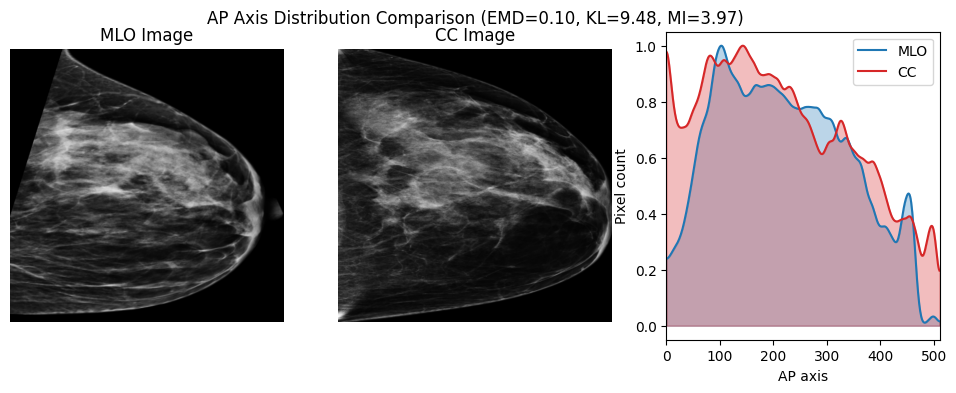 AP Axis Distribution Comparison (EMD=0.10, KL=9.48, MI=3.97)
MLO Image
CC Image
MLO
CC
Pixel count
1.0
0.8
0.6
0.4
0.2
0.0
0
100
200
300
400
500
AP axis